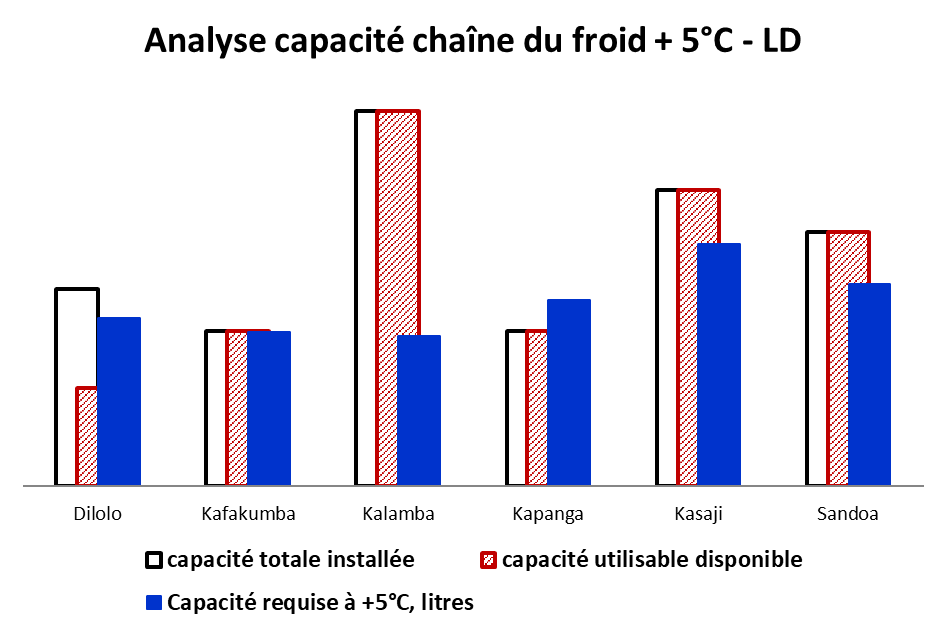 Analyse capacité chaîne du froid + 5°C - LD
Dilolo Kafakumba Kalamba Kapanga Kasaji Sandoa
capacité totale installée capacité utilisable disponible
Capacité requise à +5°C, litres